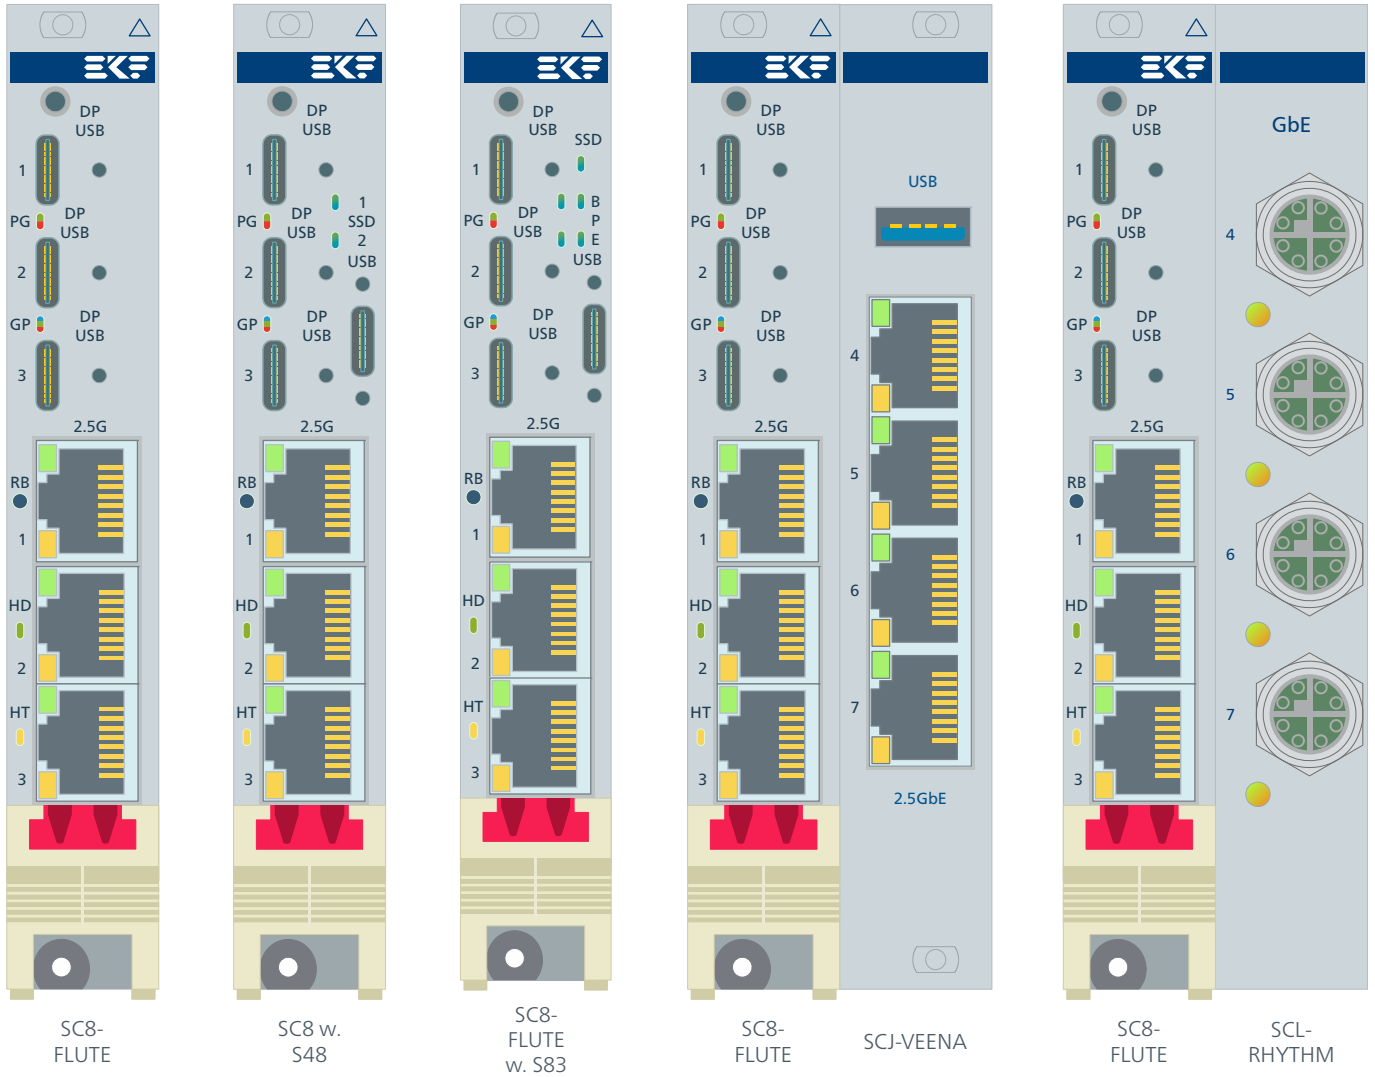 EKF
DP
USB
1
PG
DP
USB
2
GP
DP
USB
3
2.5G
RB
1
HD
2
HT
3
SC8-
FLUTE
EKF
DP
USB
1
1
PG
DP
USB
SSD
2
USB
2
GP
DP
USB
3
2.5G
RB
1
HD
2
HT
3
SC8 w.
S48
EKF
DP
USB
SSD
1
B
PG
DP
USB
P
E
USB
2
GP
DP
USB
3
2.5G
RB
1
HD
2
HT
3
SC8-
FLUTE
w. S83
EKF
DP
USB
1
PG
DP
USB
2
GP
DP
USB
3
2.5G
RB
1
HD
2
HT
3
SC8-
FLUTE
USB
4
5
6
7
2.5GbE
SCJ-VEENA
EKF
DP
USB
1
PG
DP
USB
2
GP
DP
USB
3
2.5G
RB
1
HD
2
HT
3
SC8-
FLUTE
GbE
4
5
6
7
SCL-
RHYTHM